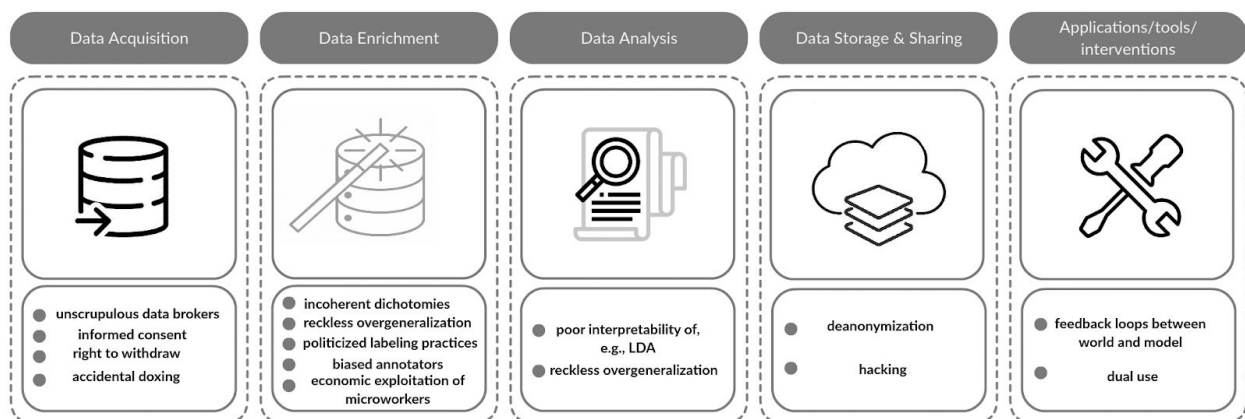 Data Acquisition
Data Enrichment
Data Analysis
Data Storage & Sharing
Applications/tools/
interventions
unscrupulous data brokers
informed consent
right to withdraw
accidental doxing
incoherent dichotomies
reckless overgeneralization
politicized labeling practices
biased annotators
economic exploitation of
microworkers
poor interpretability of,
e.g., LDA
reckless overgeneralization
deanonymization
hacking
feedback loops between
world and model
dual use